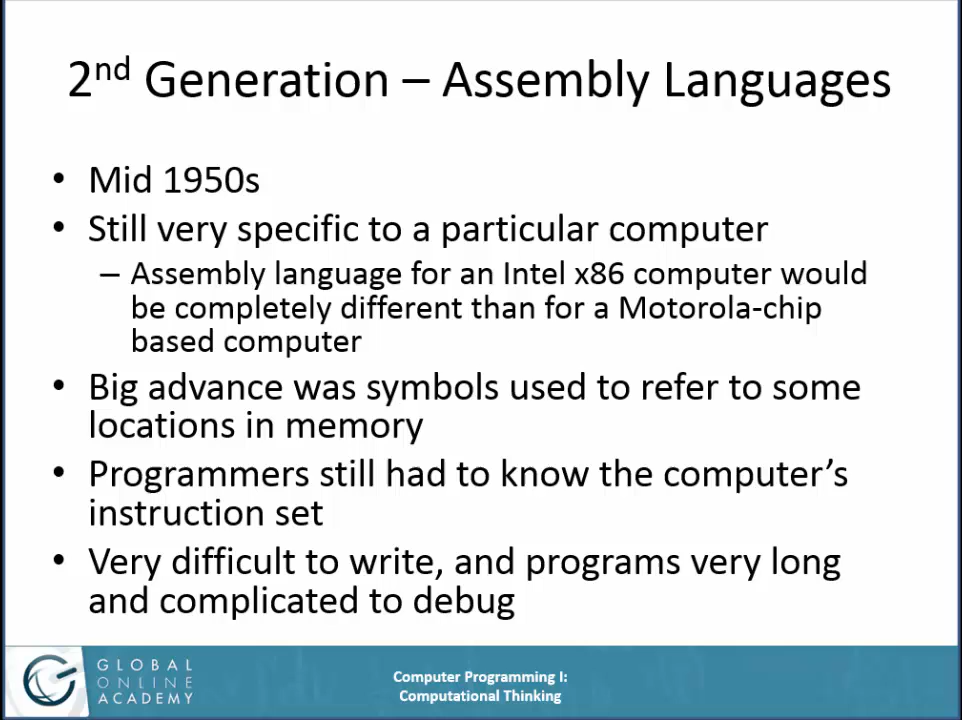 2nd Generation – Assembly Languages
• Mid 1950s
• Still very specific to a particular computer
– Assembly language for an Intel x86 computer would
be completely different than for a Motorola-chip
based computer
• Big advance was symbols used to refer to some
locations in memory
• Programmers still had to know the computer’s
instruction set
• Very difficult to write, and programs very long
and complicated to debug
GLOBAL
ONLINE
ACADEMY
Computer Programming I:
Computational Thinking